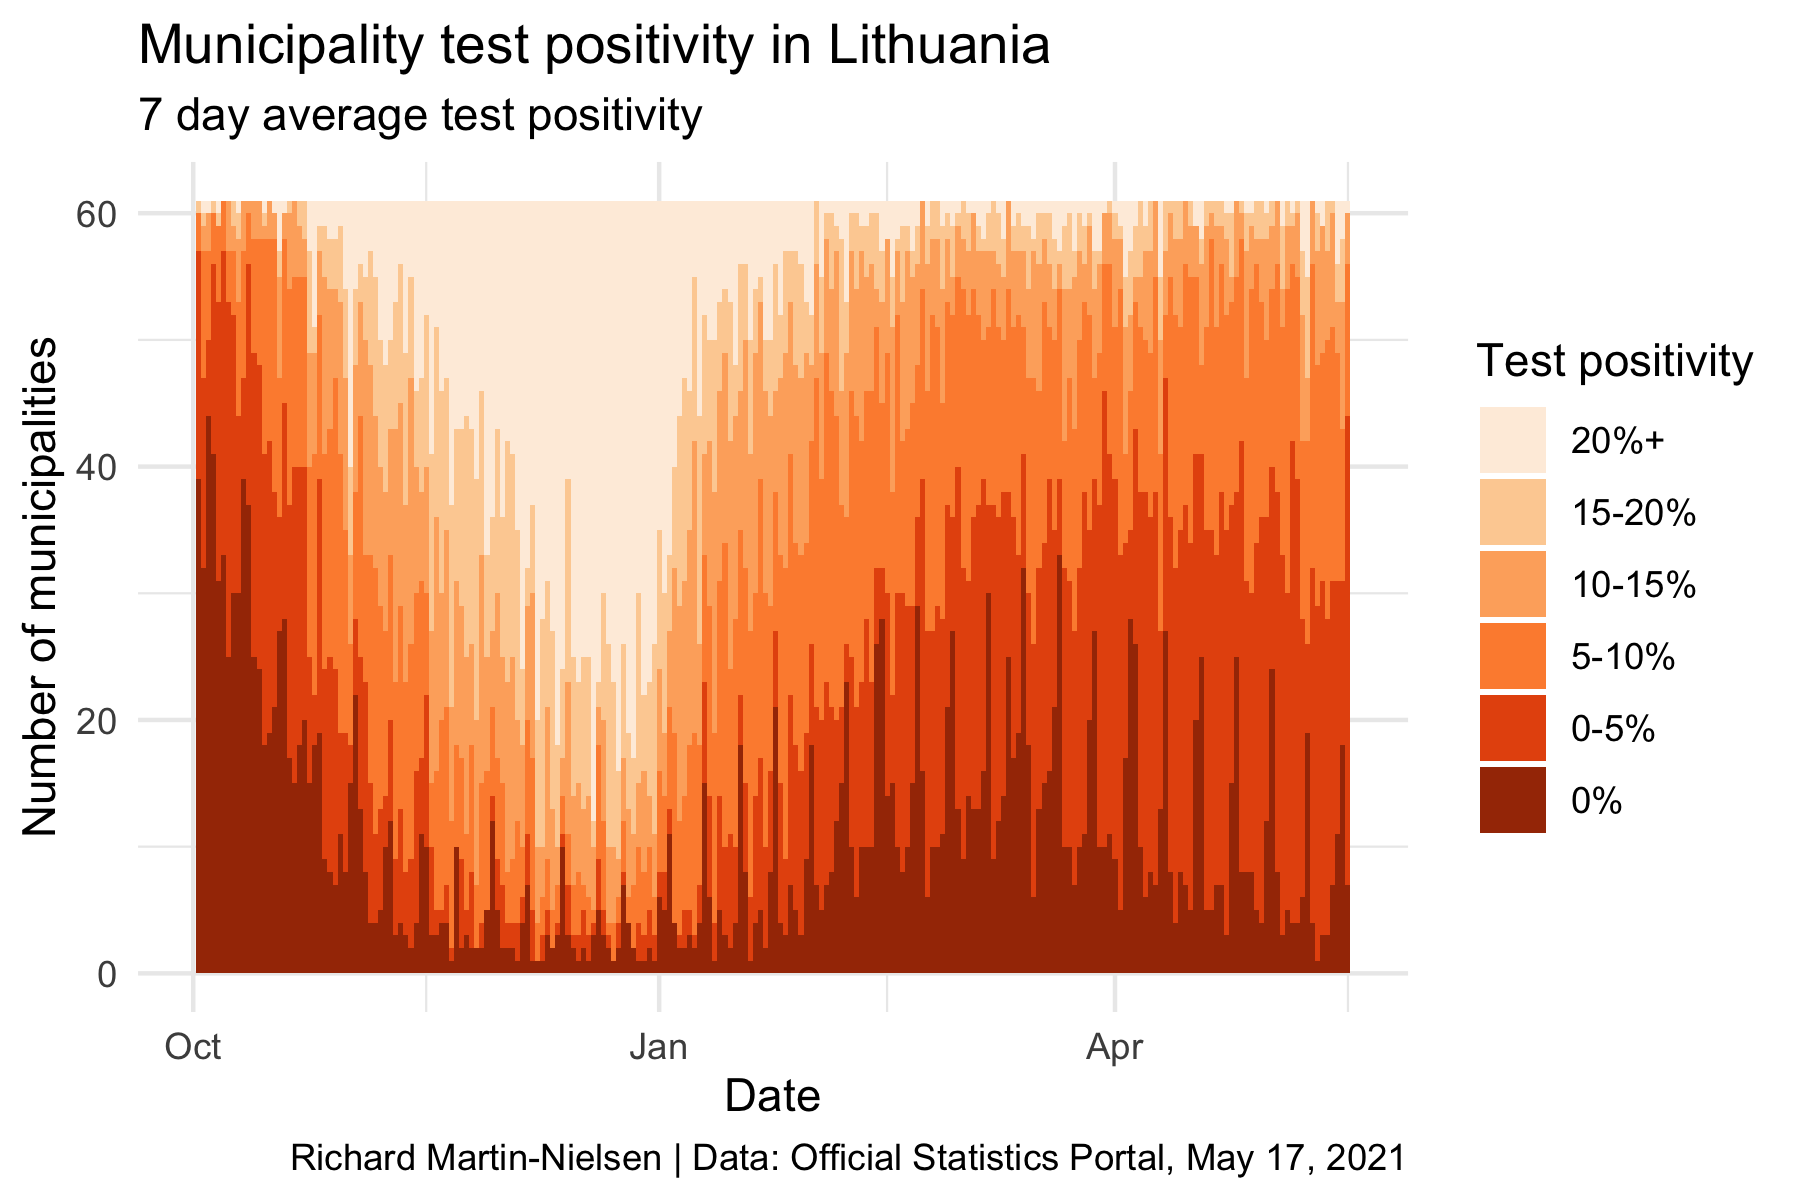 Municipality test positivity in Lithuania
7 day average test positivity
Number of municipalities
60
40
20
0
Oct
Jan
Apr
Date
Test positivity
20%+
15-20%
10-15%
5-10%
0-5%
0%
Richard Martin-Nielsen | Data: Official Statistics Portal, May 17, 2021